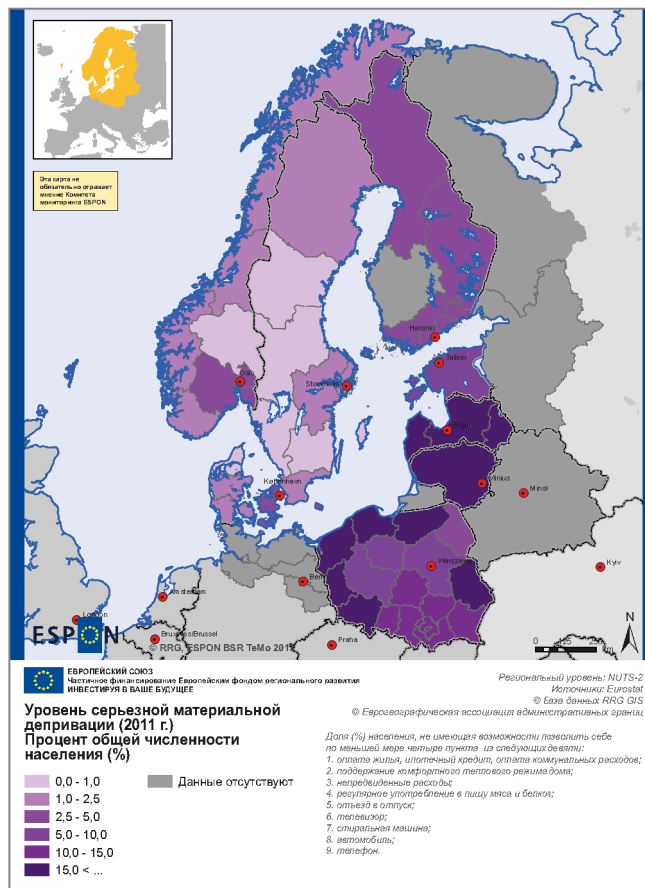 Эта карта не
обязательно отражает
мнение Комитета
мониторинга ESPON
Helsinki
Tallinn
Oslo
Stockholm
Riga
København
Vilnius
Minsk
Warszawa
Kyiv
Amsterdam
Berlin
London
Bruxelles/Brussel
Praha
ESPON
© RRG, ESPON BSR TeMo
N
0 125 250
km
ЕВРОПЕЙСКИЙ СОЮЗ
Частичное финансирование Европейским фондом регионального развития
ИНВЕСТИРУЯ В ВАШЕ БУДУЩЕЕ
Региональный уровень: NUTS-2
Источники: Eurostat
© База данных RRG GIS
© Еврогеографическая ассоциация административных границ
Уровень серьезной материальной
депривации (2011 г.)
Процент общей численности
населения (%)
0,0 - 1,0
1,0 - 2,5
2,5 - 5,0
5,0 - 10,0
10,0 - 15,0
15,0 < ...
Данные отсутствуют
Доля (%) населения, не имеющая возможности позволить себе
по меньшей мере четыре пункта из следующих девяти:
1. оплата жилья, ипотечный кредит, оплата коммунальных расходов;
2. поддержание комфортного теплового режима дома;
3. непредвиденные расходы;
4. регулярное употребление в пищу мяса и белков;
5. отъезд в отпуск;
6. телевизор;
7. стиральная машина;
8. автомобиль;
9. телефон.